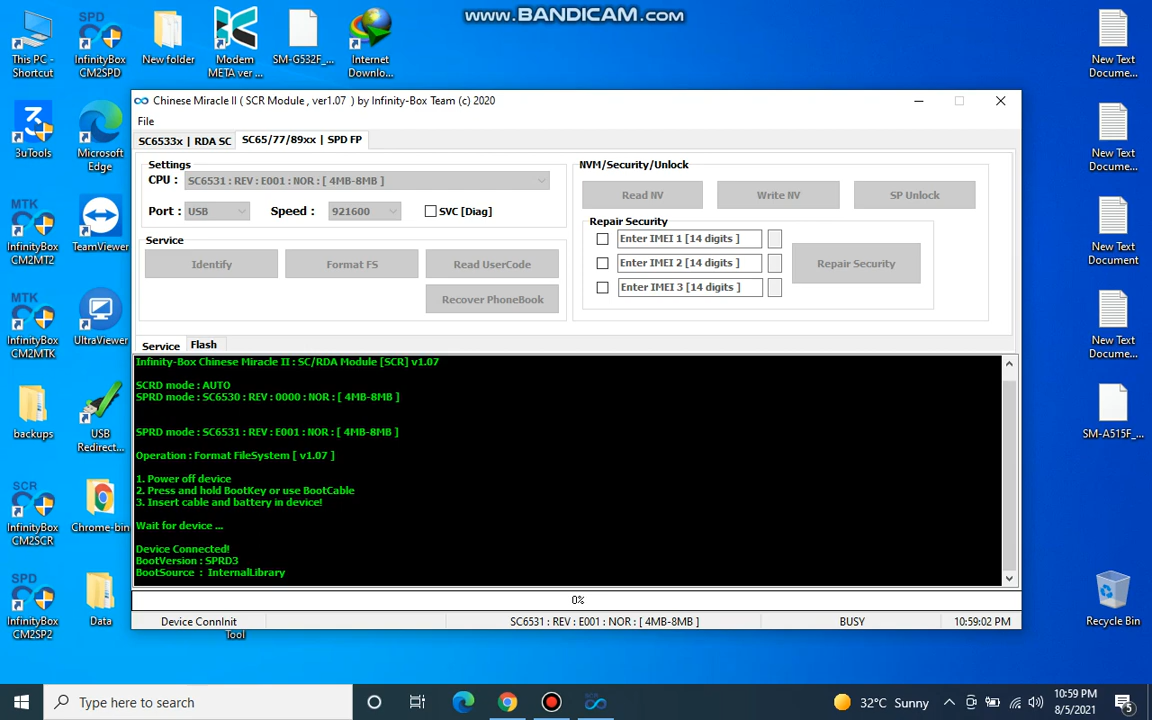 www.BANDICAM.com
This PC -
Shortcut
SPD
InfinityBox
CM2SPD
New folder
Modem
META ver ...
SM-G532F_...
Internet
Downlo...
New Text
Docume...
3uTools
Microsoft
Edge
New Text
Docume...
MTK
InfinityBox
CM2MT2
TeamViewer
New Text
Document
MTK
InfinityBox
CM2MTK
UltraViewer
New Text
Docume...
backups
USB
Redirect...
SM-A515F_...
SCR
InfinityBox
CM2SCR
Chrome-bin
SPD
InfinityBox
CM2SP2
Data
Tool
Recycle Bin
Chinese Miracle II ( SCR Module , ver1.07 ) by Infinity-Box Team (c) 2020
File
SC6533x | RDA SC
SC65/77/89xx | SPD FP
Settings
CPU : SC6531 : REV : E001 : NOR : [ 4MB-8MB ]
Port : USB Speed : 921600 SVC [Diag]
Service
Identify Format FS Read UserCode
Recover PhoneBook
NVM/Security/Unlock
Read NV Write NV SP Unlock
Repair Security
Enter IMEI 1 [14 digits ]
Enter IMEI 2 [14 digits ]
Enter IMEI 3 [14 digits ]
Repair Security
Service Flash
Infinity-Box Chinese Miracle II : SC/RDA Module [SCR] v1.07
SCRD mode : AUTO
SPRD mode : SC6530 : REV : 0000 : NOR : [ 4MB-8MB ]
SPRD mode : SC6531 : REV : E001 : NOR : [ 4MB-8MB ]
Operation : Format FileSystem [ v1.07 ]
1. Power off device
2. Press and hold BootKey or use BootCable
3. Insert cable and battery in device!
Wait for device ...
Device Connected!
BootVersion : SPRD3
BootSource : InternalLibrary
0%
Device ConnInit SC6531 : REV : E001 : NOR : [ 4MB-8MB ] BUSY 10:59:02 PM
Type here to search
32°C Sunny
10:59 PM
8/5/2021
5